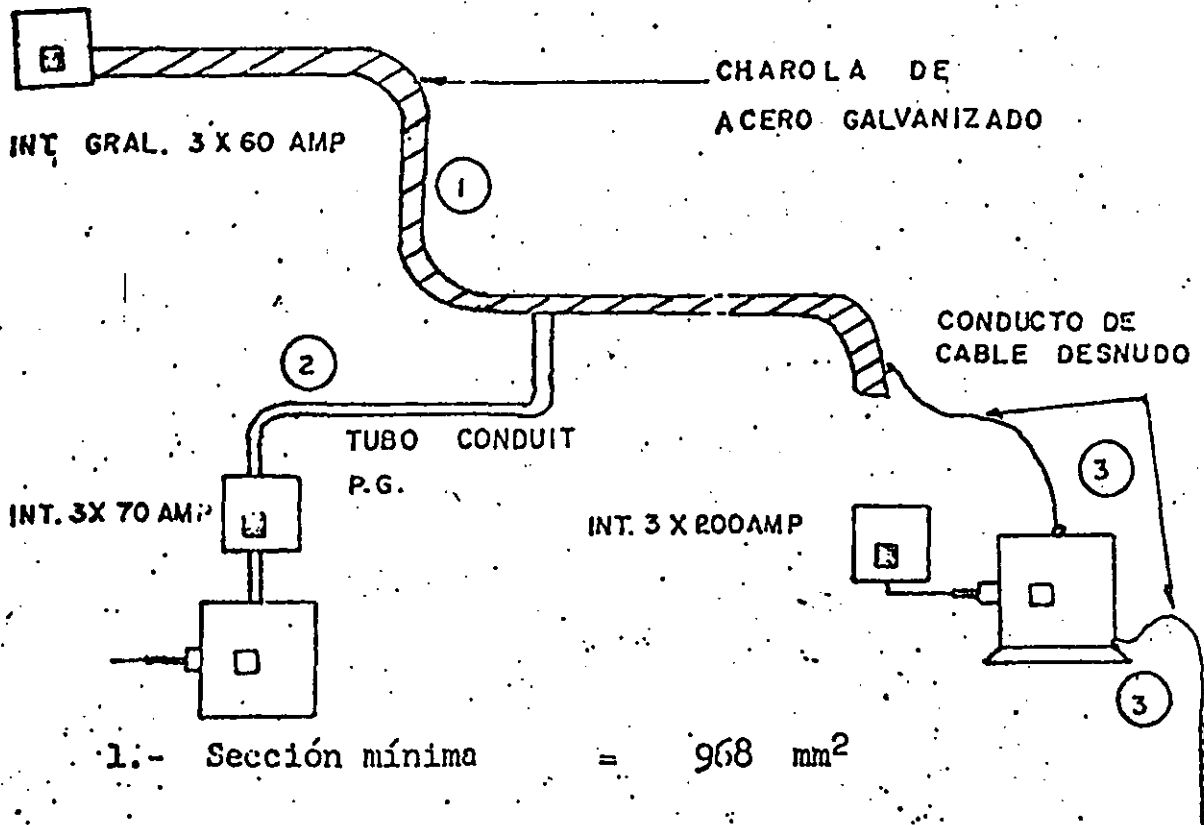 CHAROLA DE
ACERO GALVANIZADO
INT. GRAL. 3 X 60 AMP
1
CONDUCTO DE
CABLE DESNUDO
2
TUBO CONDUIT
P.G.
3
INT. 3X 70 AMP
INT. 3 X 200AMP
3
1.- Sección mínima = 968 mm²